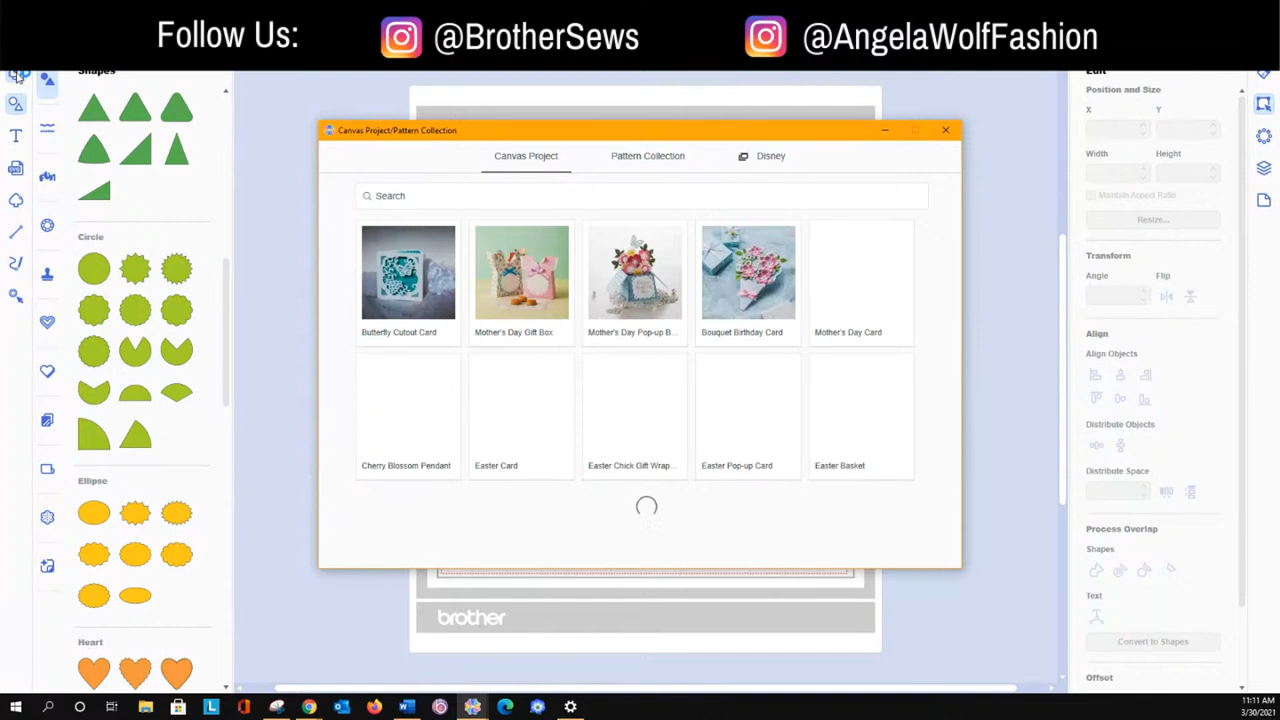 Follow Us:
@BrotherSews
@AngelaWolfFashion
Shapes
Circle
Ellipse
Heart
Canvas Project/Pattern Collection
Canvas Project
Pattern Collection
Disney
Search
Butterfly Cutout Card
Mother's Day Gift Box
Mother's Day Pop-up B...
Bouquet Birthday Card
Mother's Day Card
Cherry Blossom Pendant
Easter Card
Easter Chick Gift Wrap...
Easter Pop-up Card
Easter Basket
brother
Edit
Position and Size
X
Y
Width
Height
Maintain Aspect Ratio
Resize...
Transform
Angle
Flip
Align
Align Objects
Distribute Objects
Distribute Space
Process Overlap
Shapes
Text
Convert to Shapes
Offset
11:11 AM
3/30/2021